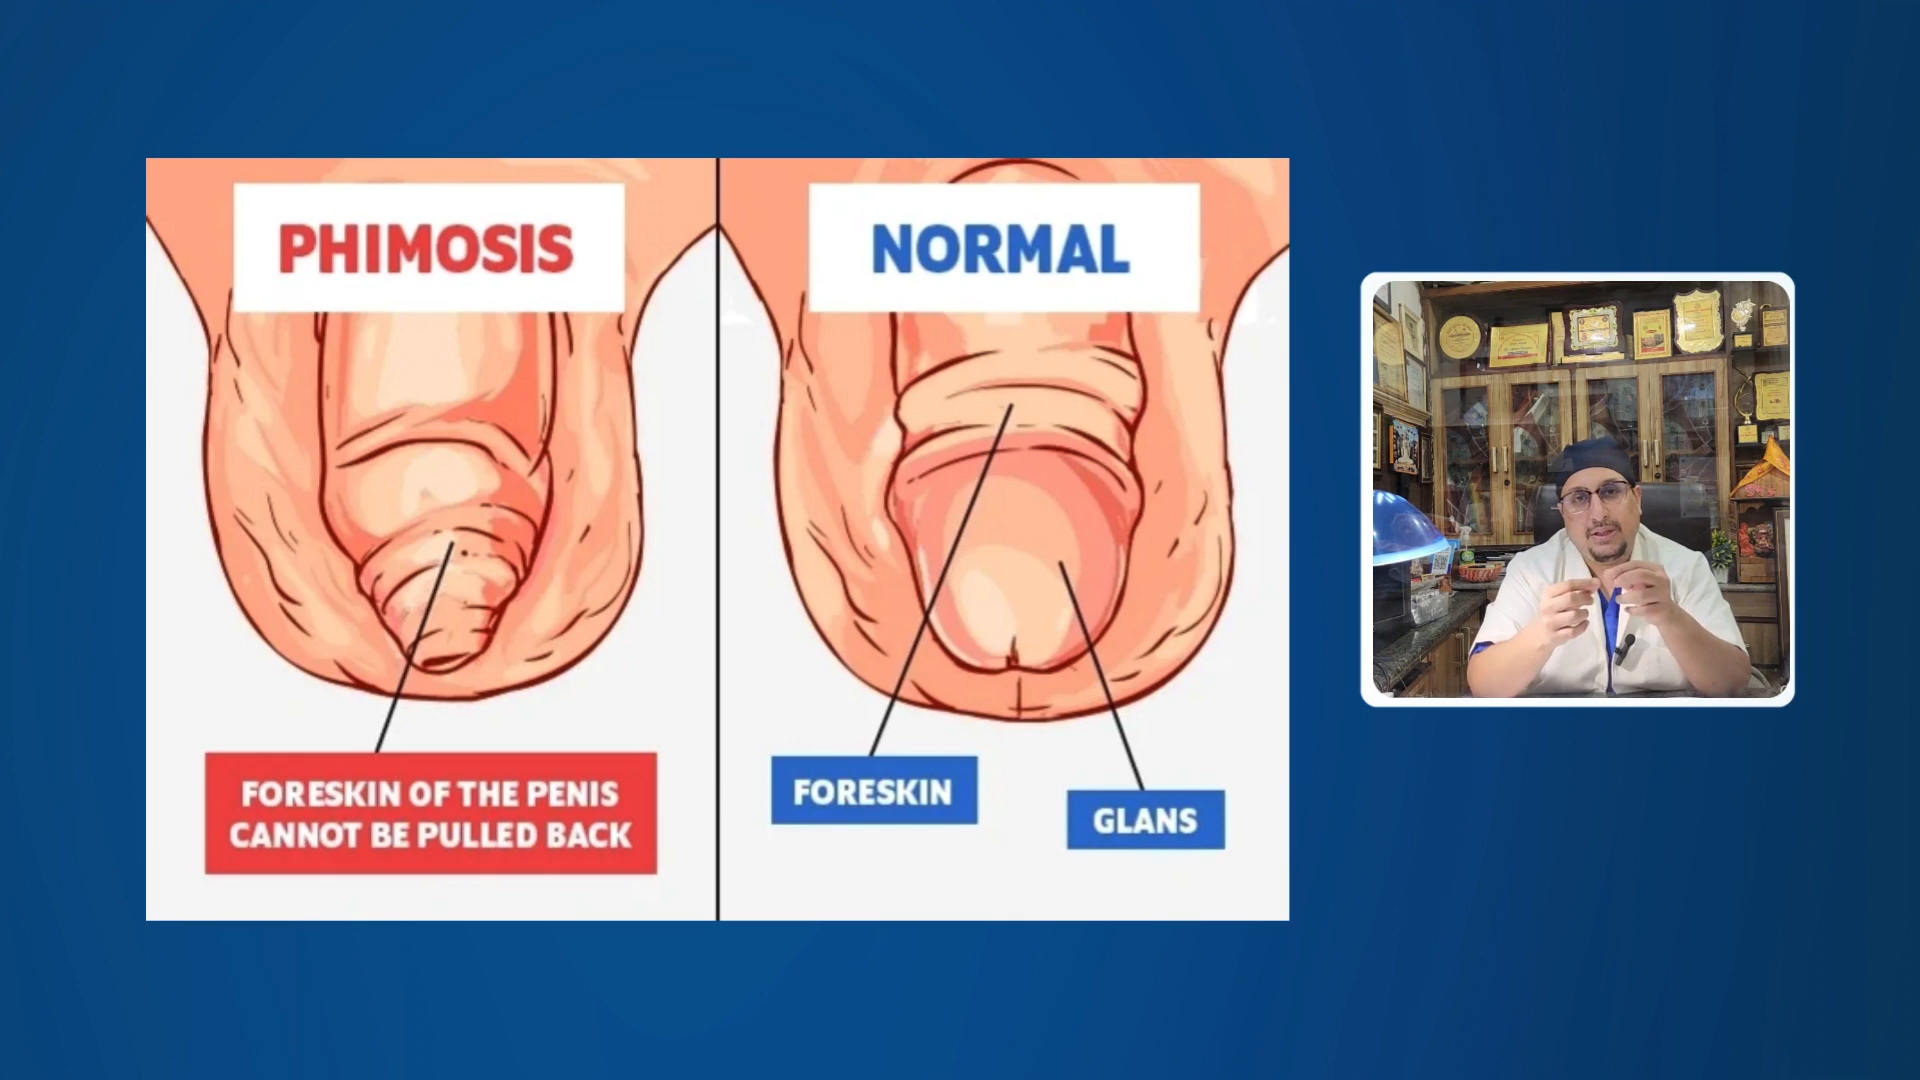 PHIMOSIS
NORMAL
FORESKIN OF THE PENIS
CANNOT BE PULLED BACK
FORESKIN
GLANS